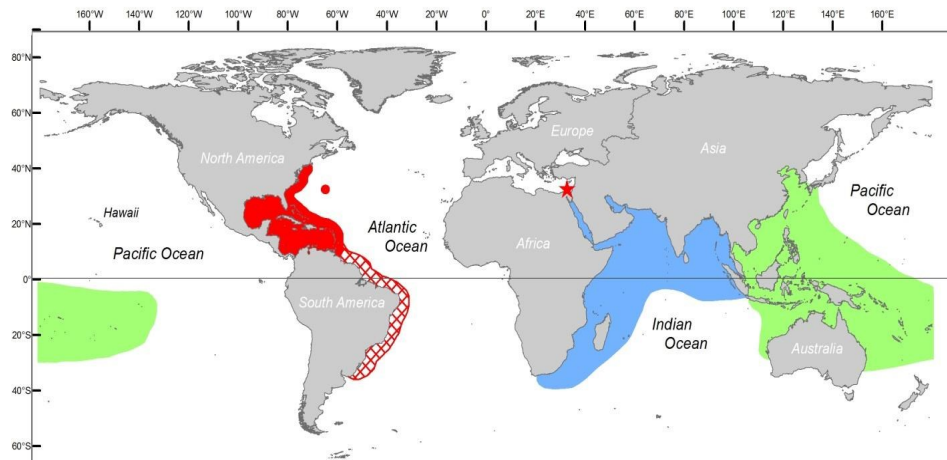 160°W 140°W 120°W 100°W 80°W 60°W 40°W 20°W 0° 20°E 40°E 60°E 80°E 100°E 120°E 140°E 160°E
80°N
60°N
Europe
North America
Asia
40°N
Pacific
Ocean
Hawaii
20°N
Atlantic
Ocean
Africa
Pacific Ocean
0°
South America
Indian
Ocean
20°S
Australia
40°S
60°S